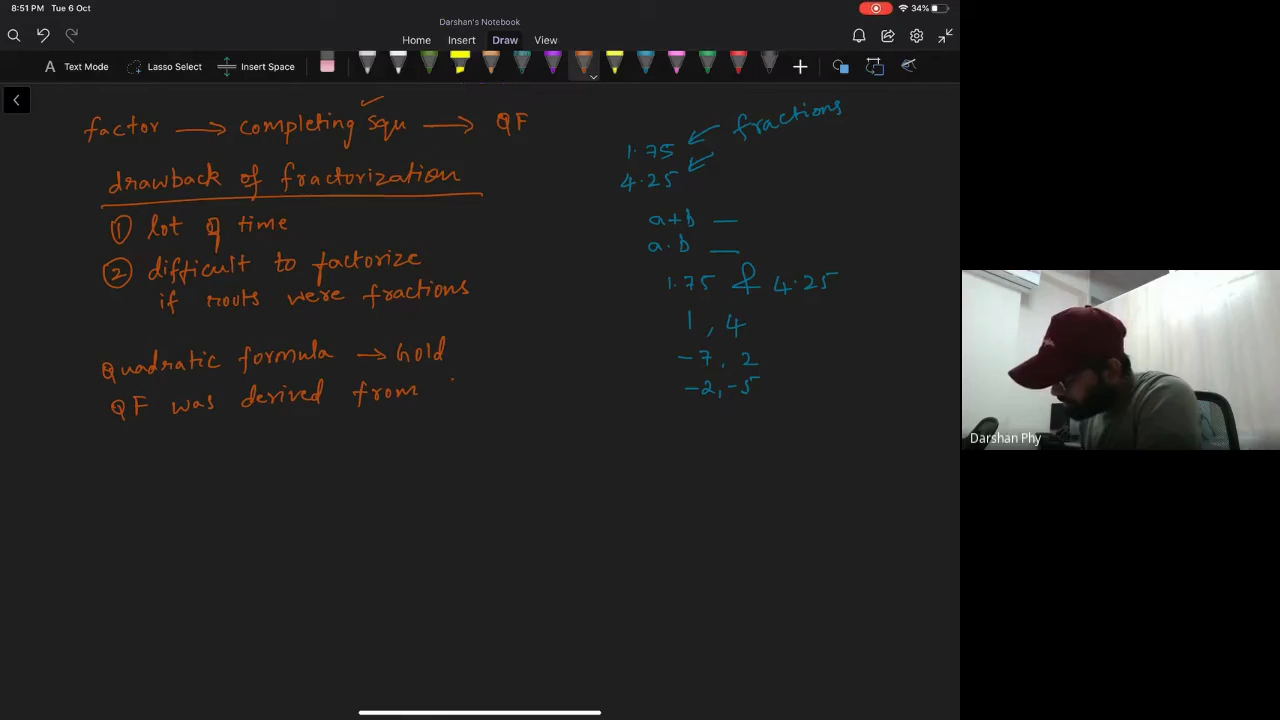 8:51 PM Tue 6 Oct
34%
Darshan's Notebook
Home Insert Draw View
Text Mode Lasso Select Insert Space
factor → completing squ → QF
drawback of fractorization
① lot of time
② difficult to factorize
if roots were fractions
Quadratic formula → Gold
QF was derived from
fractions
1.75
4.25
a+b —
a.b —
1.75 & 4.25
1, 4
-7, 2
-2, -5
Darshan Phy